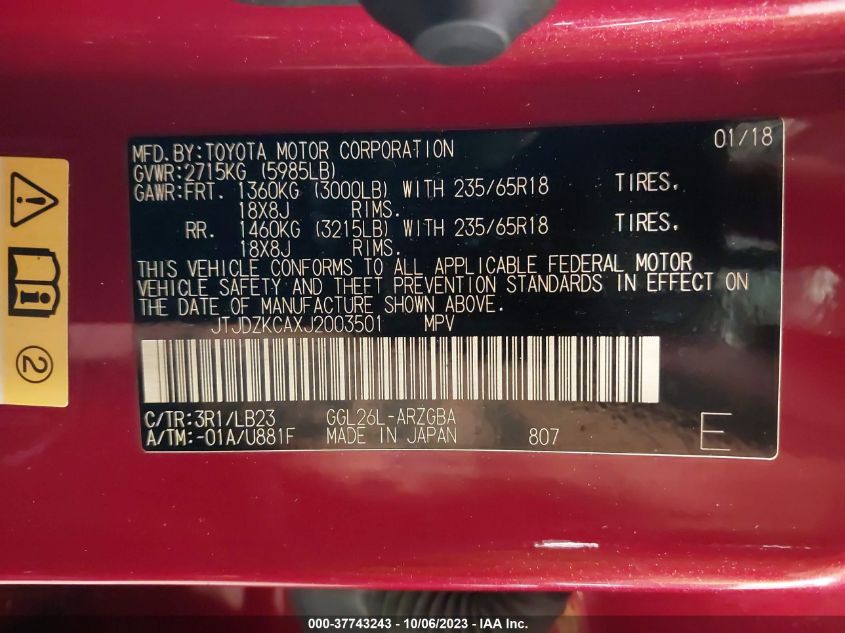 MFD.BY:TOYOTA MOTOR CORPORATION 01/18
GVWR:2715KG (5985LB)
GAWR:FRT. 1360KG (3000LB) WITH 235/65R18 TIRES,
18X8J RIMS.
RR. 1460KG (3215LB) WITH 235/65R18 TIRES,
18X8J RIMS.
THIS VEHICLE CONFORMS TO ALL APPLICABLE FEDERAL MOTOR
VEHICLE SAFETY AND THEFT PREVENTION STANDARDS IN EFFECT ON
THE DATE OF MANUFACTURE SHOWN ABOVE.
JTJDZKCAXJ2003501 MPV
C/TR:3R1/LB23 GGL26L-ARZGBA
A/TM:-01A/U881F MADE IN JAPAN 807 E
2
000-37743243 - 10/06/2023 - IAA Inc.